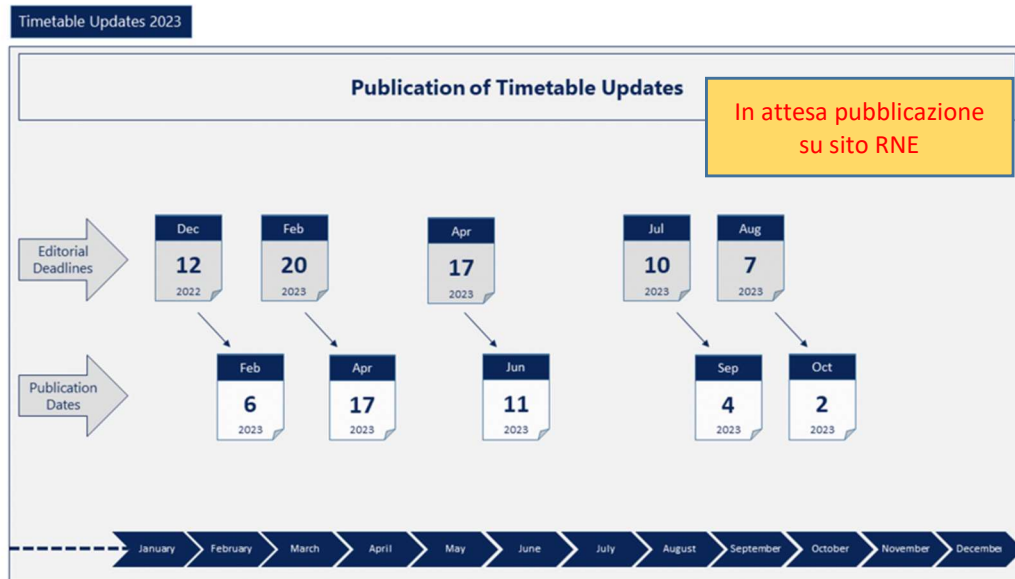 Timetable Updates 2023
Publication of Timetable Updates
In attesa pubblicazione
su sito RNE
Editorial
Deadlines
Dec
12
2022
Feb
20
2023
Apr
17
2023
Jul
10
2023
Aug
7
2023
Publication
Dates
Feb
6
2023
Apr
17
2023
Jun
11
2023
Sep
4
2023
Oct
2
2023
January
February
March
April
May
June
July
August
September
October
November
December